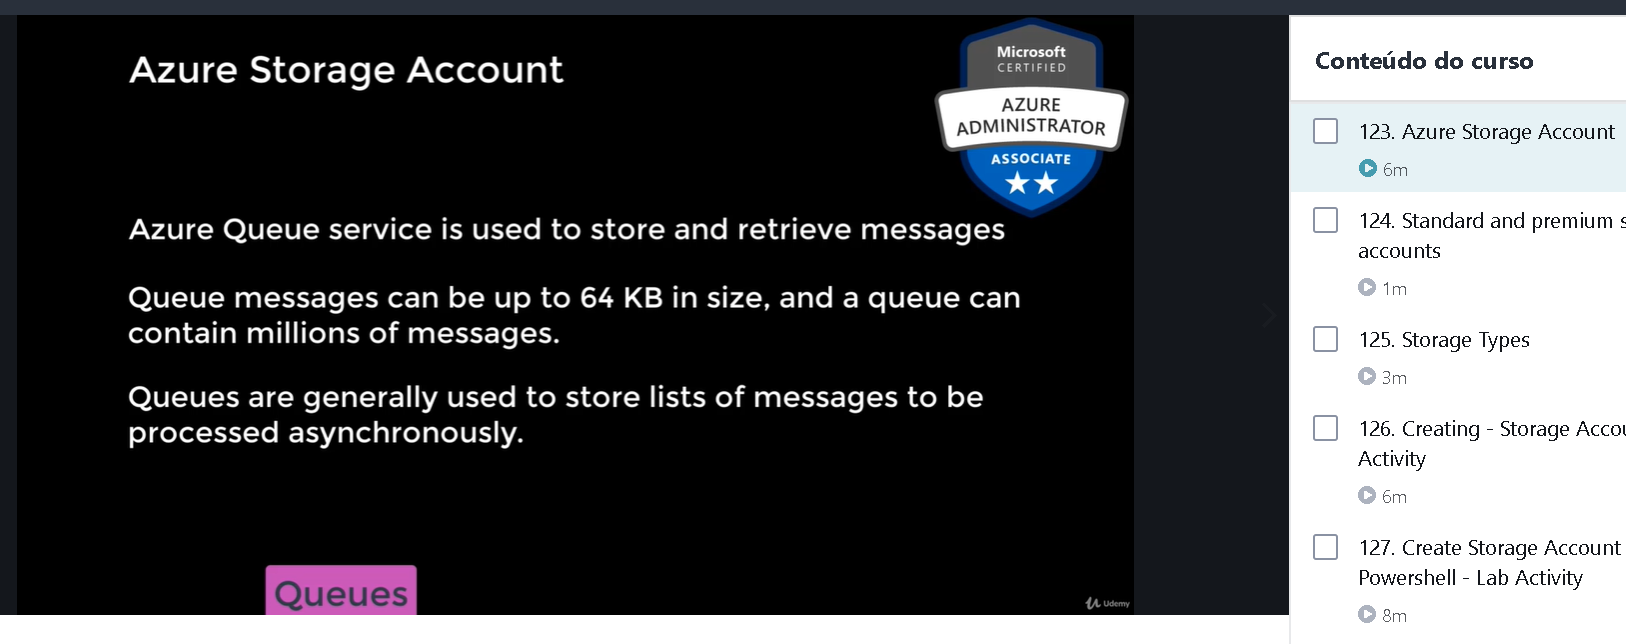 Azure Storage Account
Microsoft
CERTIFIED
AZURE
ADMINISTRATOR
ASSOCIATE
Azure Queue service is used to store and retrieve messages
Queue messages can be up to 64 KB in size, and a queue can
contain millions of messages.
Queues are generally used to store lists of messages to be
processed asynchronously.
Queues
Udemy
Conteúdo do curso
123. Azure Storage Account
6m
124. Standard and premium
accounts
1m
125. Storage Types
3m
126. Creating - Storage
Activity
6m
127. Create Storage Account
Powershell - Lab Activity
8m